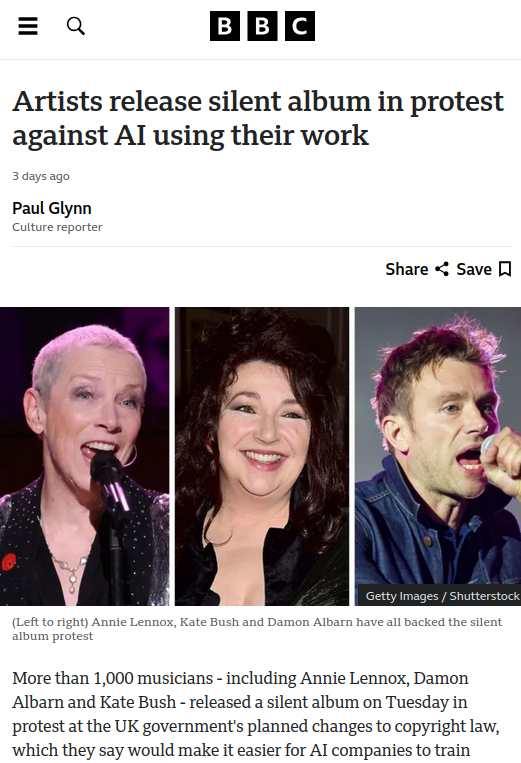 BBC
Artists release silent album in protest
against AI using their work
3 days ago
Paul Glynn
Culture reporter
Share Save
Getty Images / Shutterstock
(Left to right) Annie Lennox, Kate Bush and Damon Albarn have all backed the silent
album protest
More than 1,000 musicians - including Annie Lennox, Damon
Albarn and Kate Bush - released a silent album on Tuesday in
protest at the UK government's planned changes to copyright law,
which they say would make it easier for AI companies to train